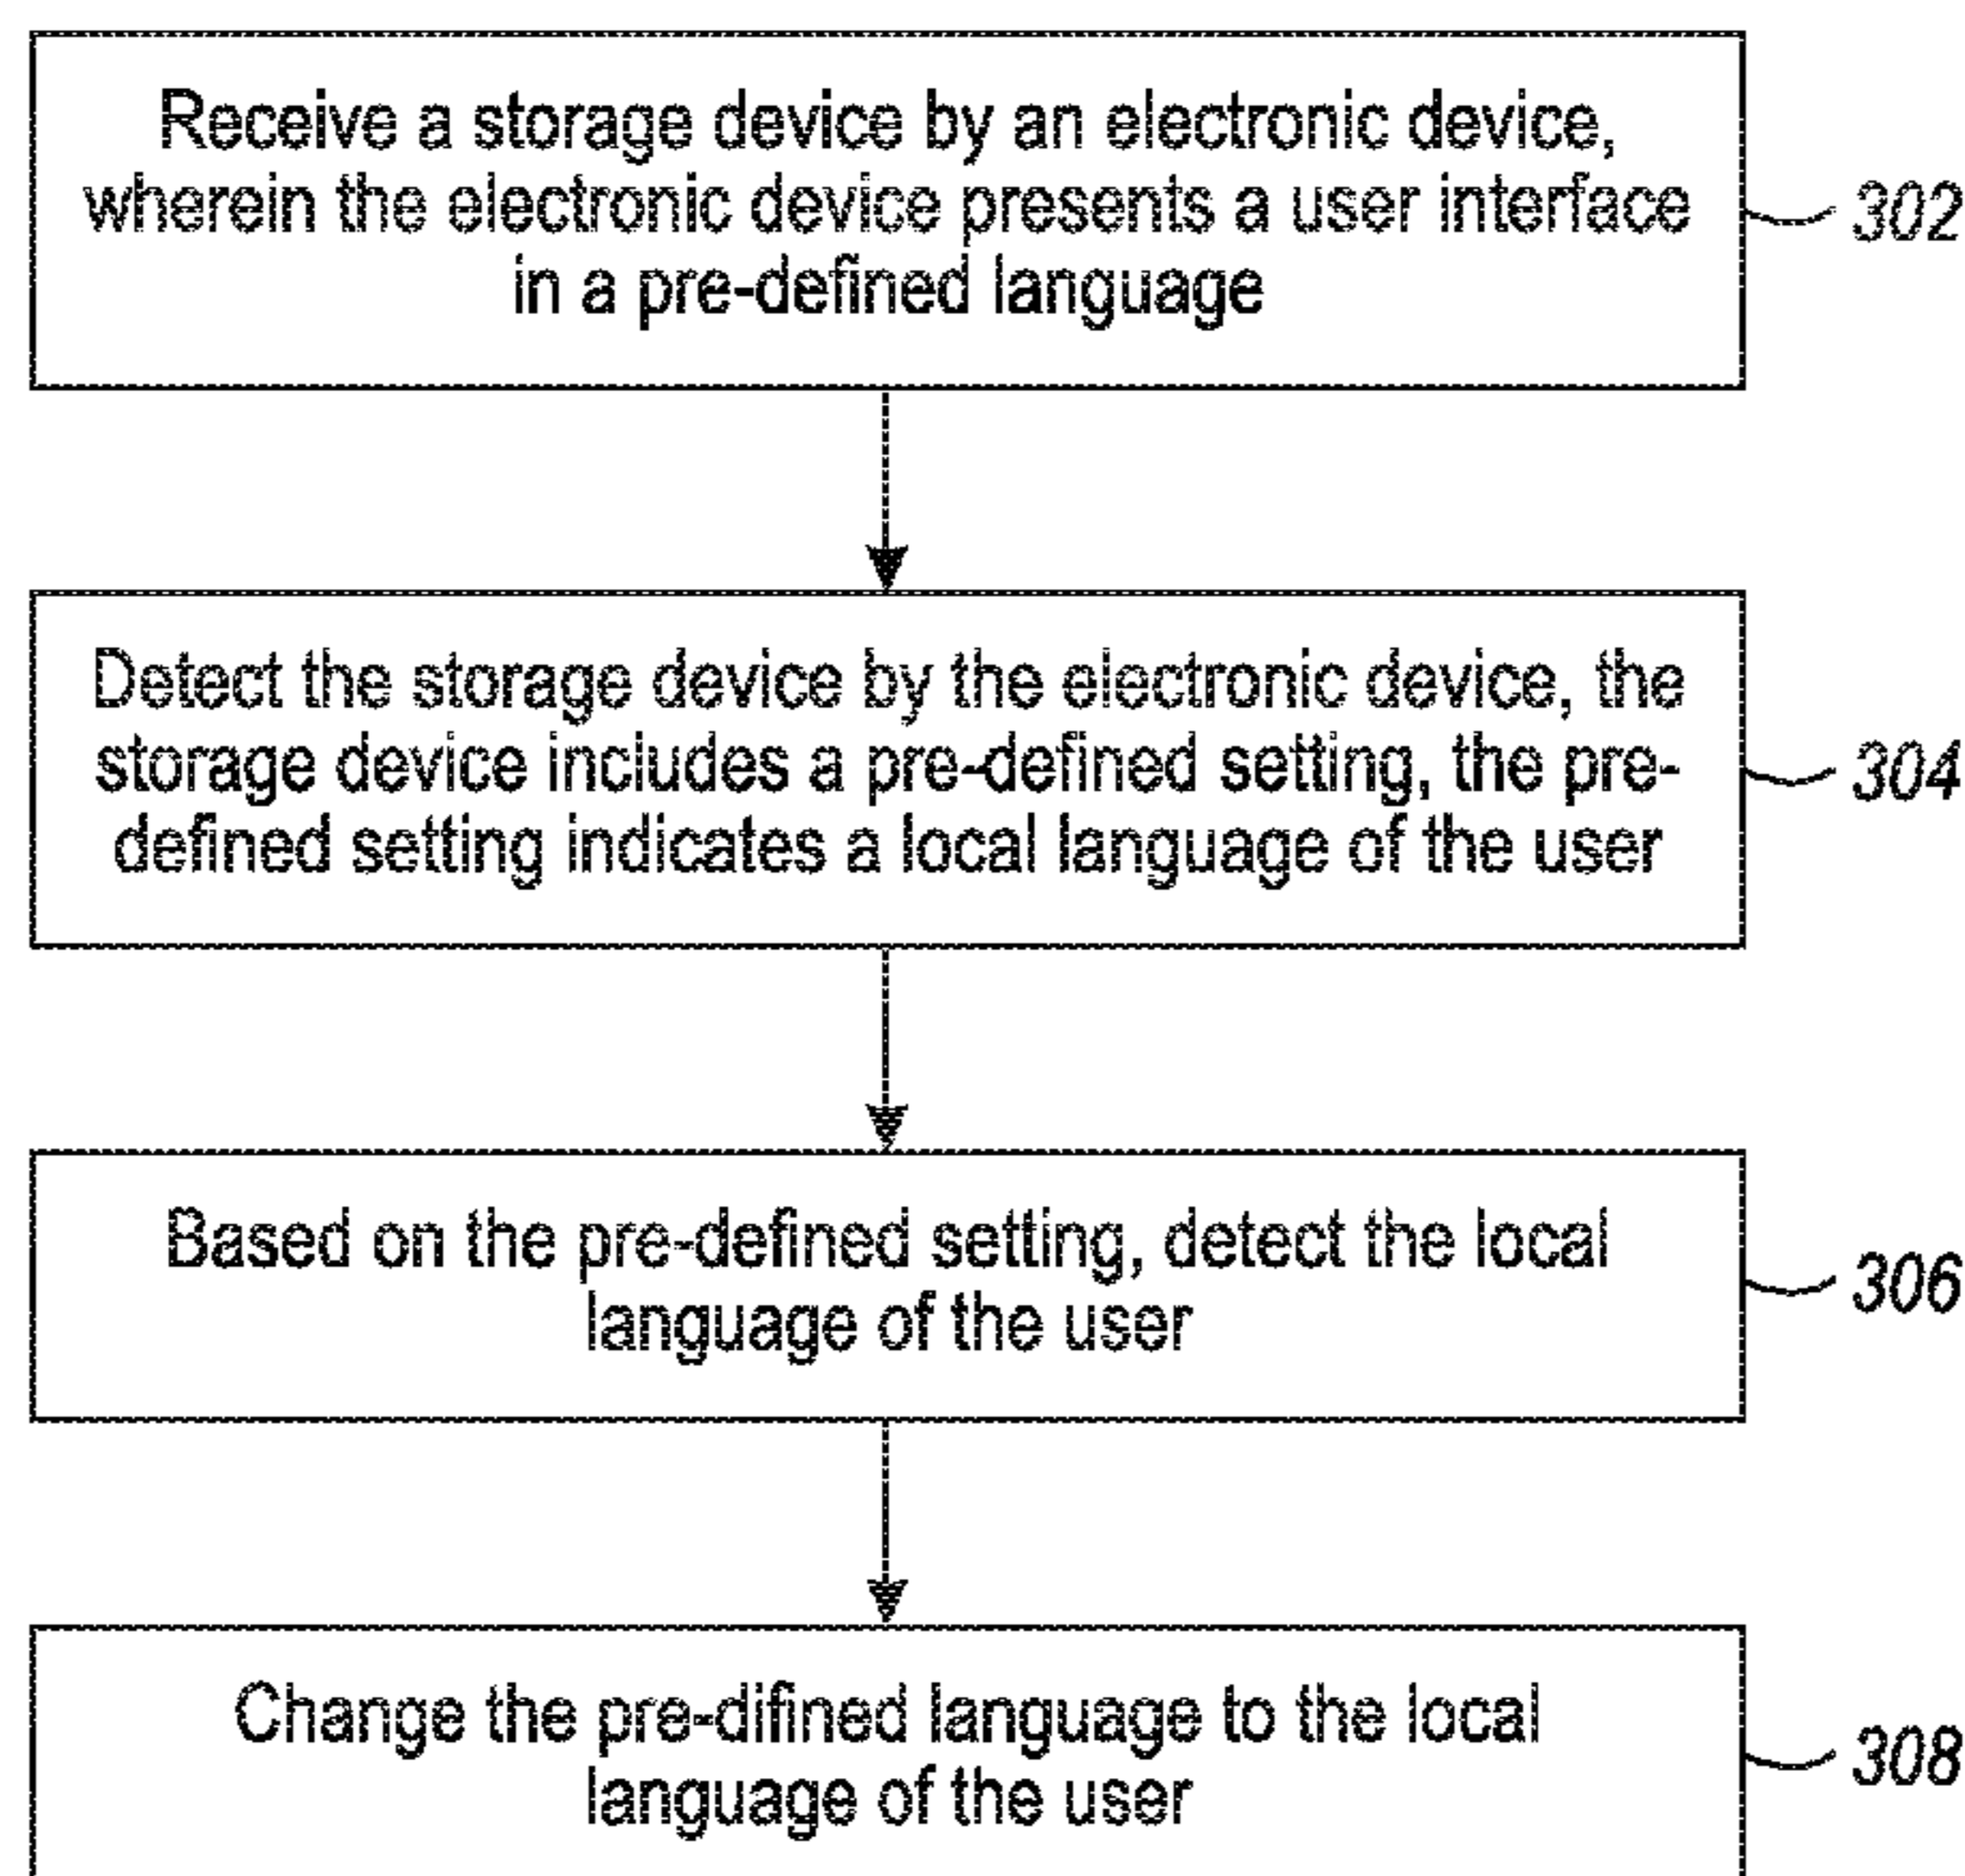 Receive a storage device by an electronic device,
wherein the electronic device presents a user interface
in a pre-defined language
302
Detect the storage device by the electronic device, the
storage device includes a pre-defined setting, the pre-
defined setting indicates a local language of the user
304
Based on the pre-defined setting, detect the local
language of the user
306
Change the pre-difined language to the local
language of the user
308